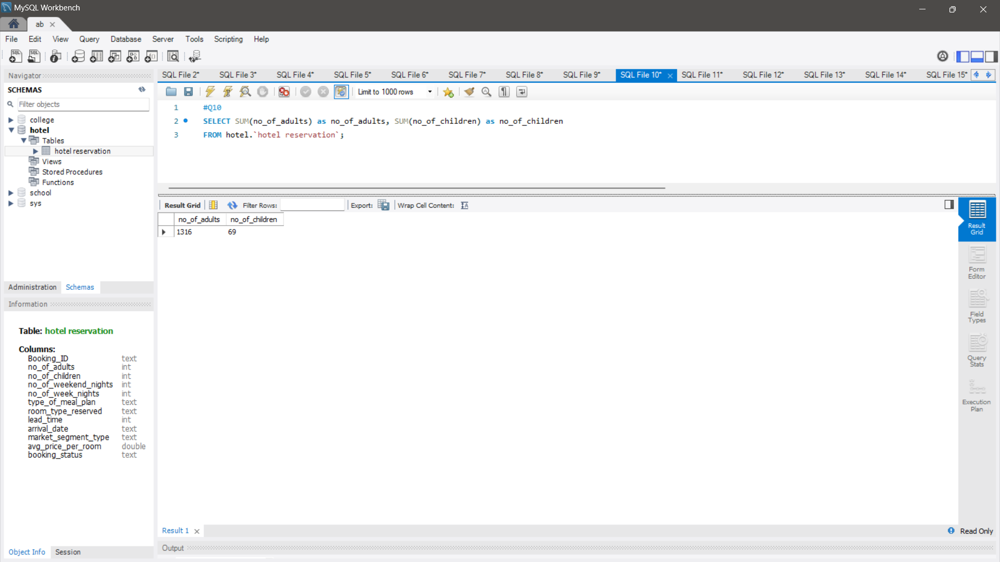 MySQL Workbench
ab
File Edit View Query Database Server Tools Scripting Help
Navigator
SCHEMAS
Filter objects
college
hotel
Tables
hotel reservation
Views
Stored Procedures
Functions
school
sys
Administration Schemas
Information
Table: hotel reservation
Columns:
Booking_ID text
no_of_adults int
no_of_children int
no_of_weekend_nights int
no_of_week_nights int
type_of_meal_plan text
room_type_reserved text
lead_time int
arrival_date text
market_segment_type text
avg_price_per_room double
booking_status text
Object Info Session
SQL File 2* SQL File 3* SQL File 4* SQL File 5* SQL File 6* SQL File 7* SQL File 8* SQL File 9* SQL File 10* SQL File 11* SQL File 12* SQL File 13* SQL File 14* SQL File 15*
Limit to 1000 rows
1 #Q10
2 SELECT SUM(no_of_adults) as no_of_adults, SUM(no_of_children) as no_of_children
3 FROM hotel.`hotel reservation`;
Result Grid Filter Rows: Export: Wrap Cell Content:
no_of_adults no_of_children
1316 69
Result
Grid
Form
Editor
Field
Types
Query
Stats
Execution
Plan
Result 1
Read Only
Output